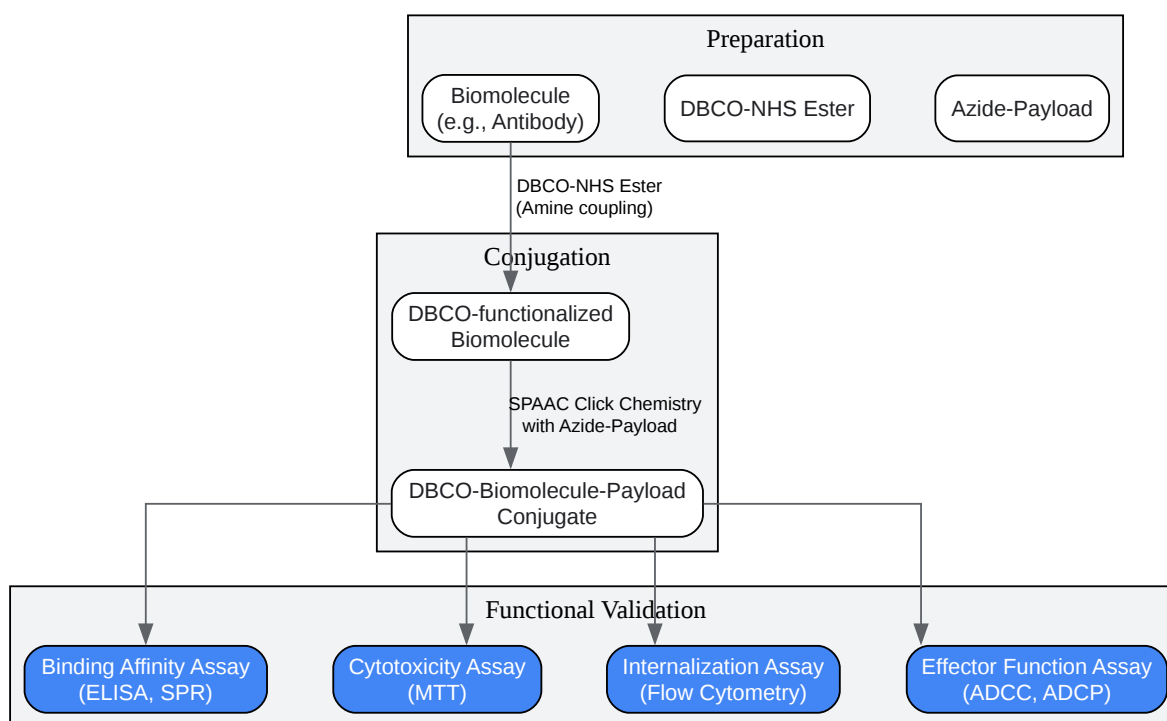 Preparation
Biomolecule
(e.g., Antibody)
DBCO-NHS Ester
Azide-Payload
DBCO-NHS Ester
(Amine coupling)
Conjugation
DBCO-functionalized
Biomolecule
SPAAC Click Chemistry
with Azide-Payload
DBCO-Biomolecule-Payload
Conjugate
Functional Validation
Binding Affinity Assay
(ELISA, SPR)
Cytotoxicity Assay
(MTT)
Internalization Assay
(Flow Cytometry)
Effector Function Assay
(ADCC, ADCP)